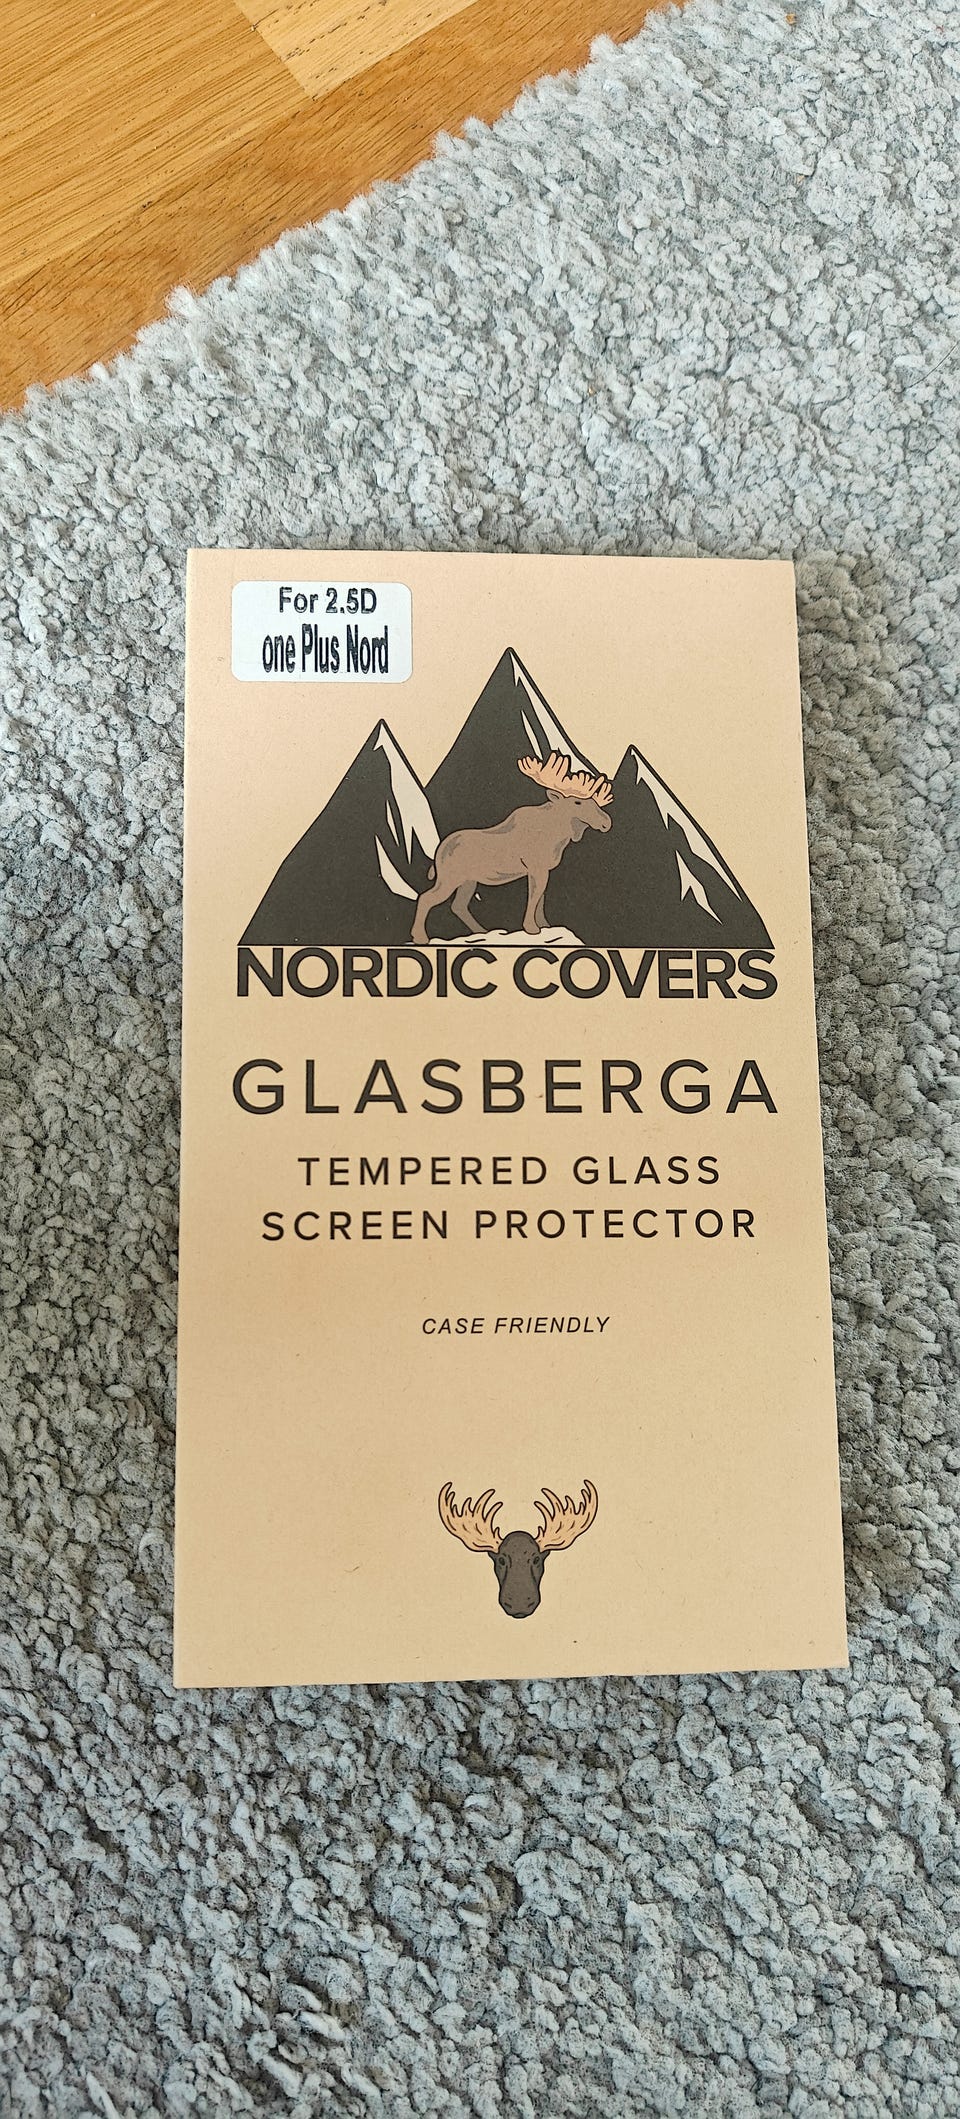 For 2.5D
one Plus Nord
NORDIC COVERS
GLASBERGA
TEMPERED GLASS
SCREEN PROTECTOR
CASE FRIENDLY